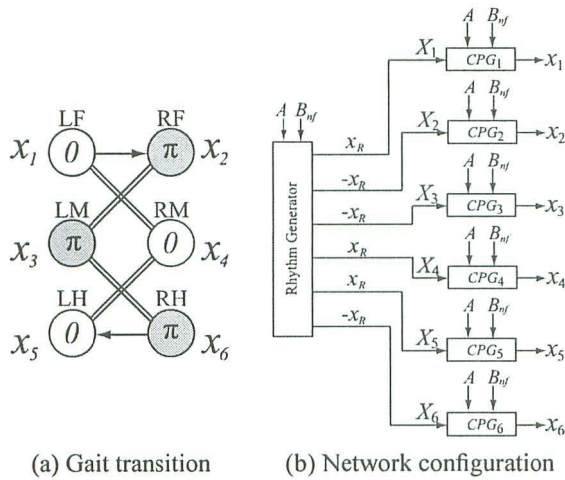 LF RF
x1 0 π x2
LM RM
x3 π 0 x4
LH RH
x5 0 π x6
(a) Gait transition
A Bnf
Rhythm Generator
xR
-xR
-xR
xR
xR
-xR
A Bnf
X1 CPG1 x1
A Bnf
X2 CPG2 x2
A Bnf
X3 CPG3 x3
A Bnf
X4 CPG4 x4
A Bnf
X5 CPG5 x5
A Bnf
X6 CPG6 x6
(b) Network configuration